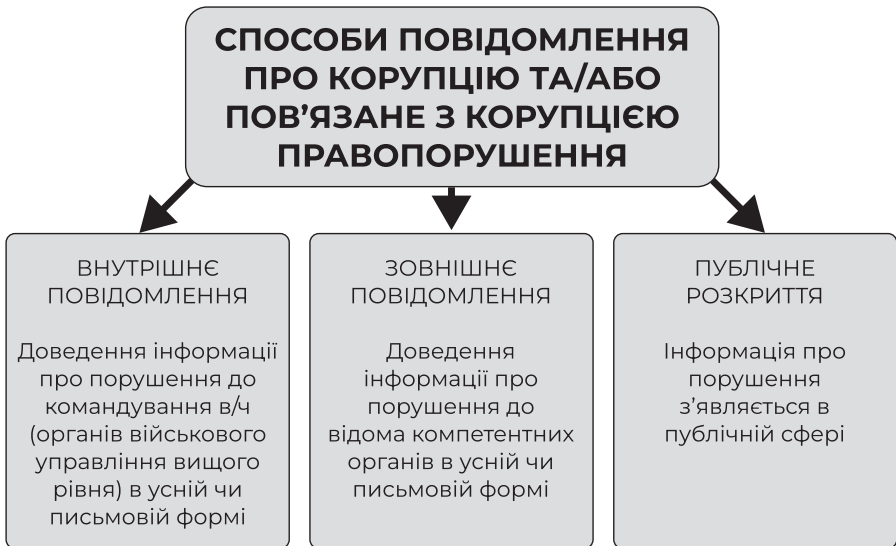 СПОСОБИ ПОВІДОМЛЕННЯ
ПРО КОРУПЦІЮ ТА/АБО
ПОВ’ЯЗАНЕ З КОРУПЦІЄЮ
ПРАВОПОРУШЕННЯ
ВНУТРІШНЄ
ПОВІДОМЛЕННЯ
Доведення інформації
про порушення до
командування в/ч
(органів військового
управління вищого
рівня) в усній чи
письмовій формі
ЗОВНІШНЄ
ПОВІДОМЛЕННЯ
Доведення
інформації про
порушення до
відома компетентних
органів в усній чи
письмовій формі
ПУБЛІЧНЕ
РОЗКРИТТЯ
Інформація про
порушення
з’являється в
публічній сфері